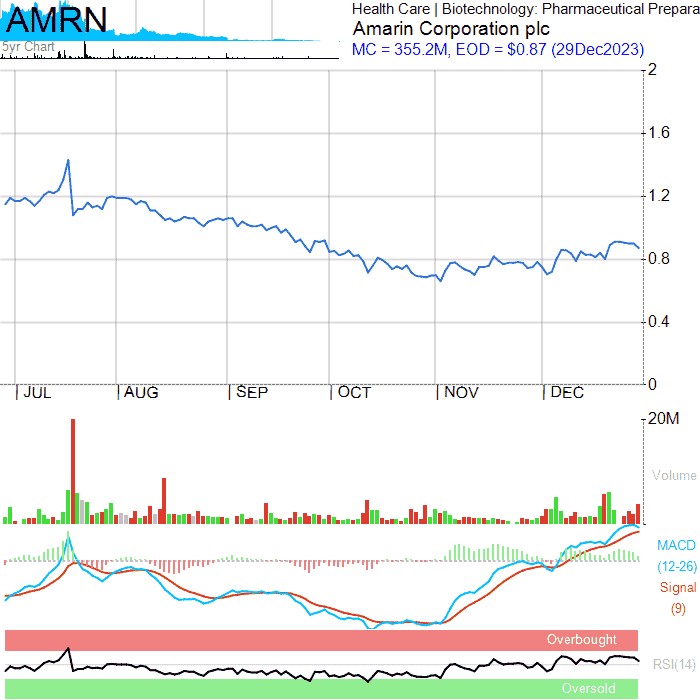 AMRN
5yr Chart
Health Care | Biotechnology: Pharmaceutical Prepara
Amarin Corporation plc
MC = 355.2M, EOD = $0.87 (29Dec2023)
2
1.6
1.2
0.8
0.4
0
| JUL | AUG | SEP | OCT | NOV | DEC
20M
Volume
MACD
(12-26)
Signal
(9)
Overbought
RSI(14)
Oversold